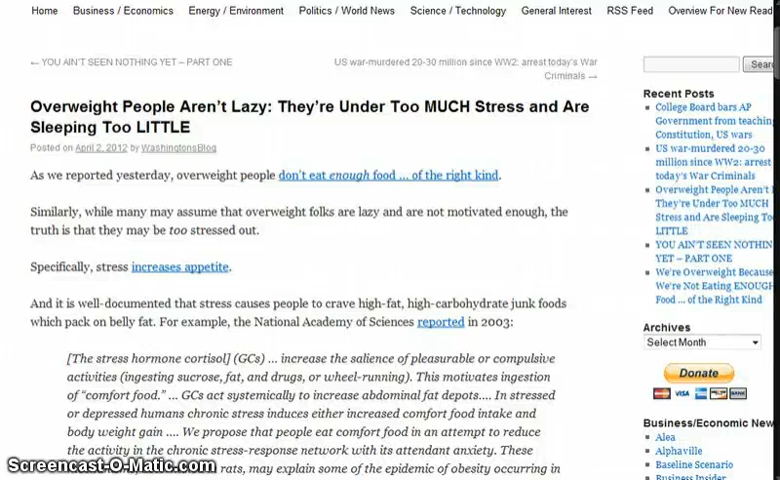 Home Business / Economics Energy / Environment Politics / World News Science / Technology General Interest RSS Feed Overview For New Read
← YOU AIN'T SEEN NOTHING YET – PART ONE
US war-murdered 20-30 million since WW2: arrest today's War
Criminals →
Overweight People Aren't Lazy: They're Under Too MUCH Stress and Are
Sleeping Too LITTLE
Posted on April 2, 2012 by WashingtonsBlog
As we reported yesterday, overweight people don't eat enough food ... of the right kind.
Similarly, while many may assume that overweight folks are lazy and are not motivated enough, the
truth is that they may be too stressed out.
Specifically, stress increases appetite.
And it is well-documented that stress causes people to crave high-fat, high-carbohydrate junk foods
which pack on belly fat. For example, the National Academy of Sciences reported in 2003:
[The stress hormone cortisol] (GCs) ... increase the salience of pleasurable or compulsive
activities (ingesting sucrose, fat, and drugs, or wheel-running). This motivates ingestion
of "comfort food." ... GCs act systemically to increase abdominal fat depots.... In stressed
or depressed humans chronic stress induces either increased comfort food intake and
body weight gain .... We propose that people eat comfort food in an attempt to reduce
the activity in the chronic stress-response network with its attendant anxiety. These
rats, may explain some of the epidemic of obesity occurring in
Screencast-O-Matic.com
Sear
Recent Posts
College Board bars AP
Government from teachin
Constitution, US wars
US war-murdered 20-30
million since WW2: arrest
today's War Criminals
Overweight People Aren't
They're Under Too MUCH
Stress and Are Sleeping To
LITTLE
YOU AIN'T SEEN NOTHIN
YET – PART ONE
We're Overweight Because
We're Not Eating ENOUGH
Food ... of the Right Kind
Archives
Select Month
Donate
VISA
BANK
Business/Economic New
Alea
Alphaville
Baseline Scenario
Business Insider